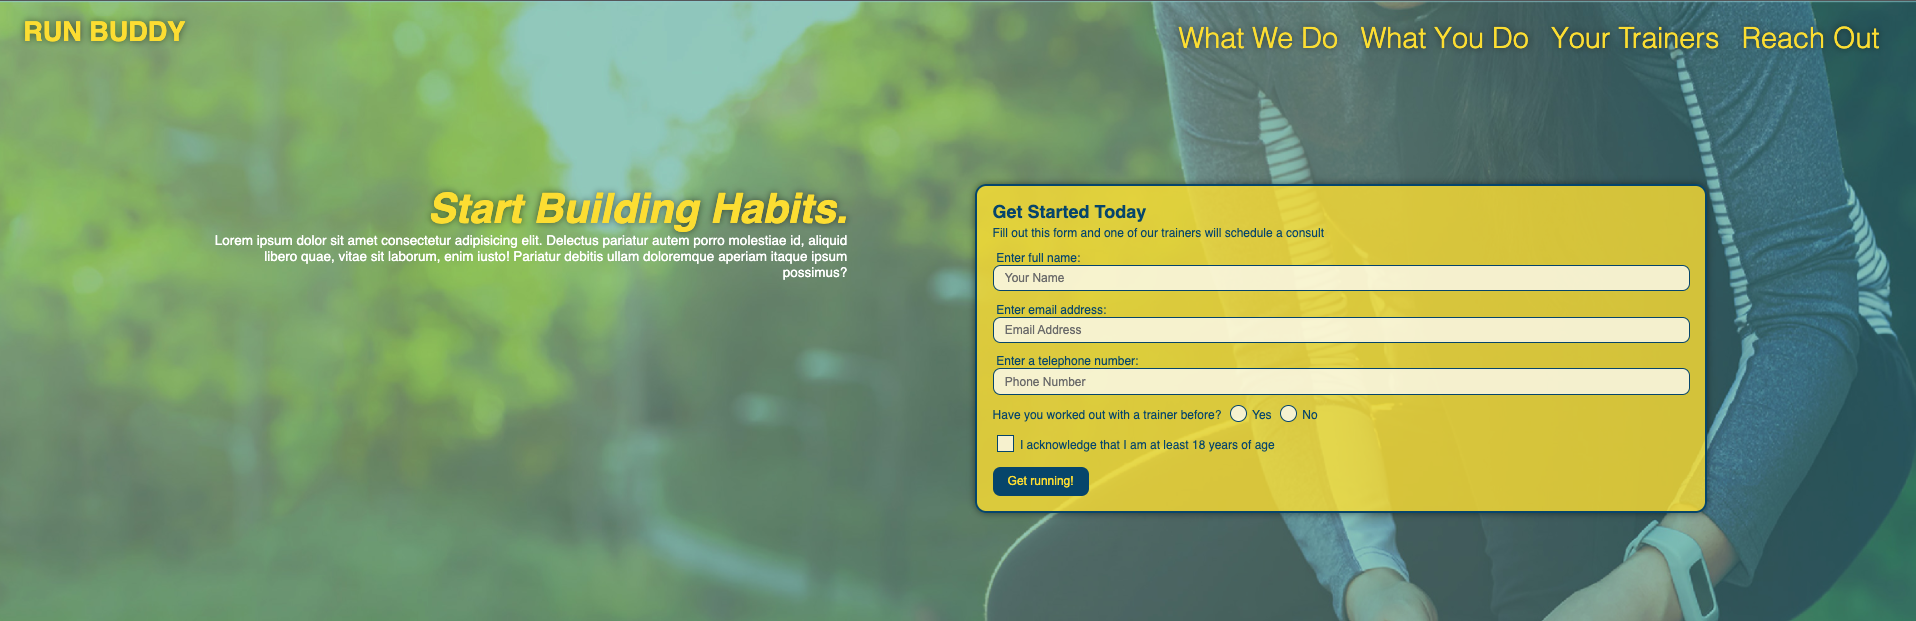 RUN BUDDY
What We Do What You Do Your Trainers Reach Out
Start Building Habits.
Lorem ipsum dolor sit amet consectetur adipisicing elit. Delectus pariatur autem porro molestiae id, aliquid
libero quae, vitae sit laborum, enim iusto! Pariatur debitis ullam doloremque aperiam itaque ipsum
possimus?
Get Started Today
Fill out this form and one of our trainers will schedule a consult
Enter full name:
Your Name
Enter email address:
Email Address
Enter a telephone number:
Phone Number
Have you worked out with a trainer before? Yes No
I acknowledge that I am at least 18 years of age
Get running!